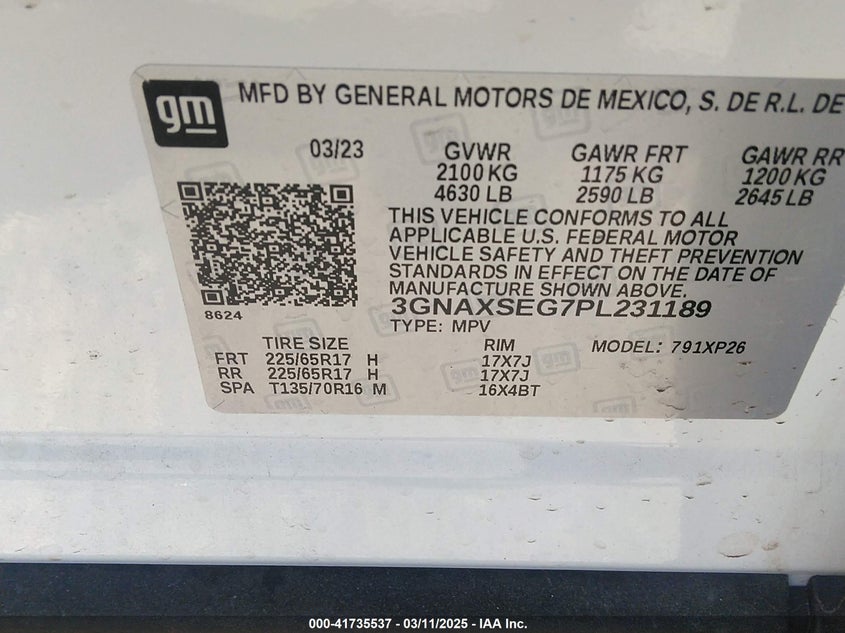 gm
MFD BY GENERAL MOTORS DE MEXICO, S. DE R.L. DE
03/23 GVWR GAWR FRT GAWR RR
2100 KG 1175 KG 1200 KG
4630 LB 2590 LB 2645 LB
THIS VEHICLE CONFORMS TO ALL
APPLICABLE U.S. FEDERAL MOTOR
VEHICLE SAFETY AND THEFT PREVENTION
STANDARDS IN EFFECT ON THE DATE OF
MANUFACTURE SHOWN ABOVE.
8624
3GNAXSEG7PL231189
TYPE: MPV
TIRE SIZE RIM MODEL: 791XP26
FRT 225/65R17 H 17X7J
RR 225/65R17 H 17X7J
SPA T135/70R16 M 16X4BT
000-41735537 - 03/11/2025 - IAA Inc.